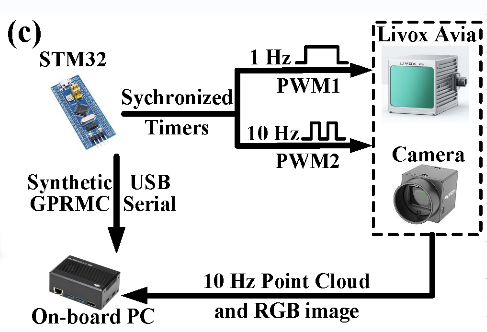 (c)
STM32
Livox Avia
1 Hz
PWM1
Sychronized
Timers
10 Hz
PWM2
Camera
Synthetic USB
GPRMC Serial
10 Hz Point Cloud
and RGB image
On-board PC